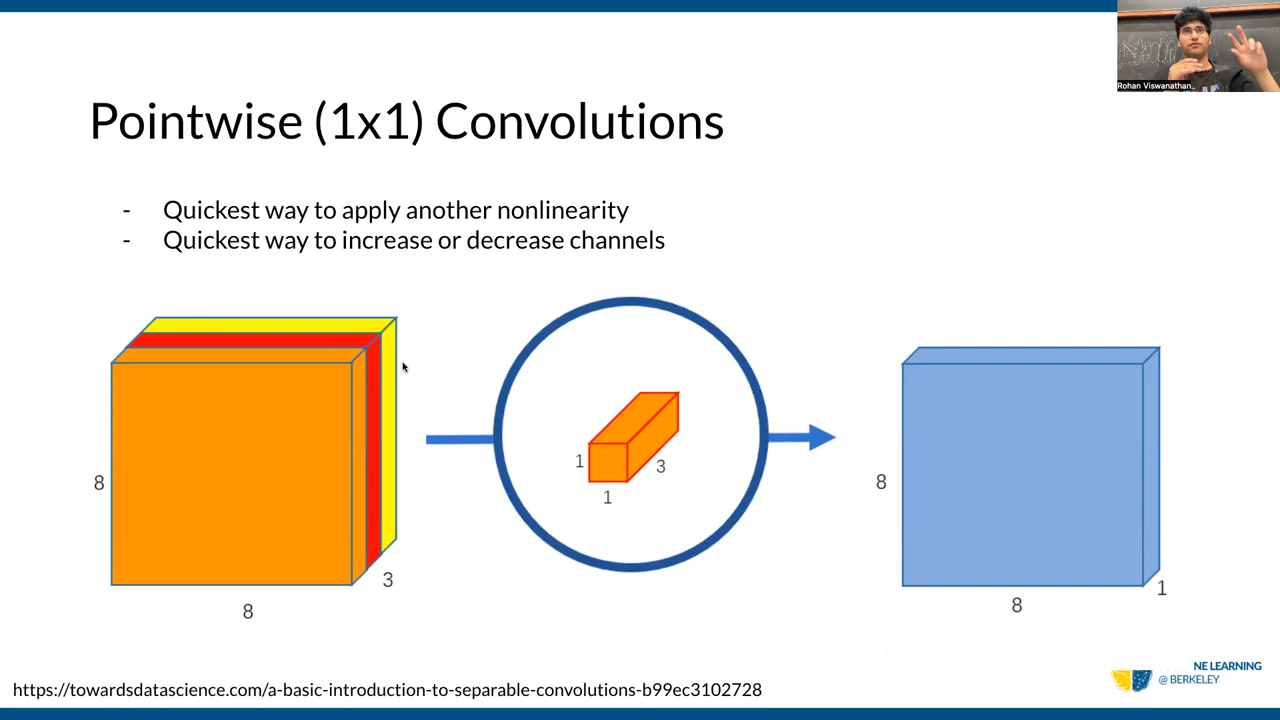 Rohan Viswanathan
Pointwise (1x1) Convolutions
- Quickest way to apply another nonlinearity
- Quickest way to increase or decrease channels
8
8
3
1
1
3
8
8
1
https://towardsdatascience.com/a-basic-introduction-to-separable-convolutions-b99ec3102728
NE LEARNING
@ BERKELEY